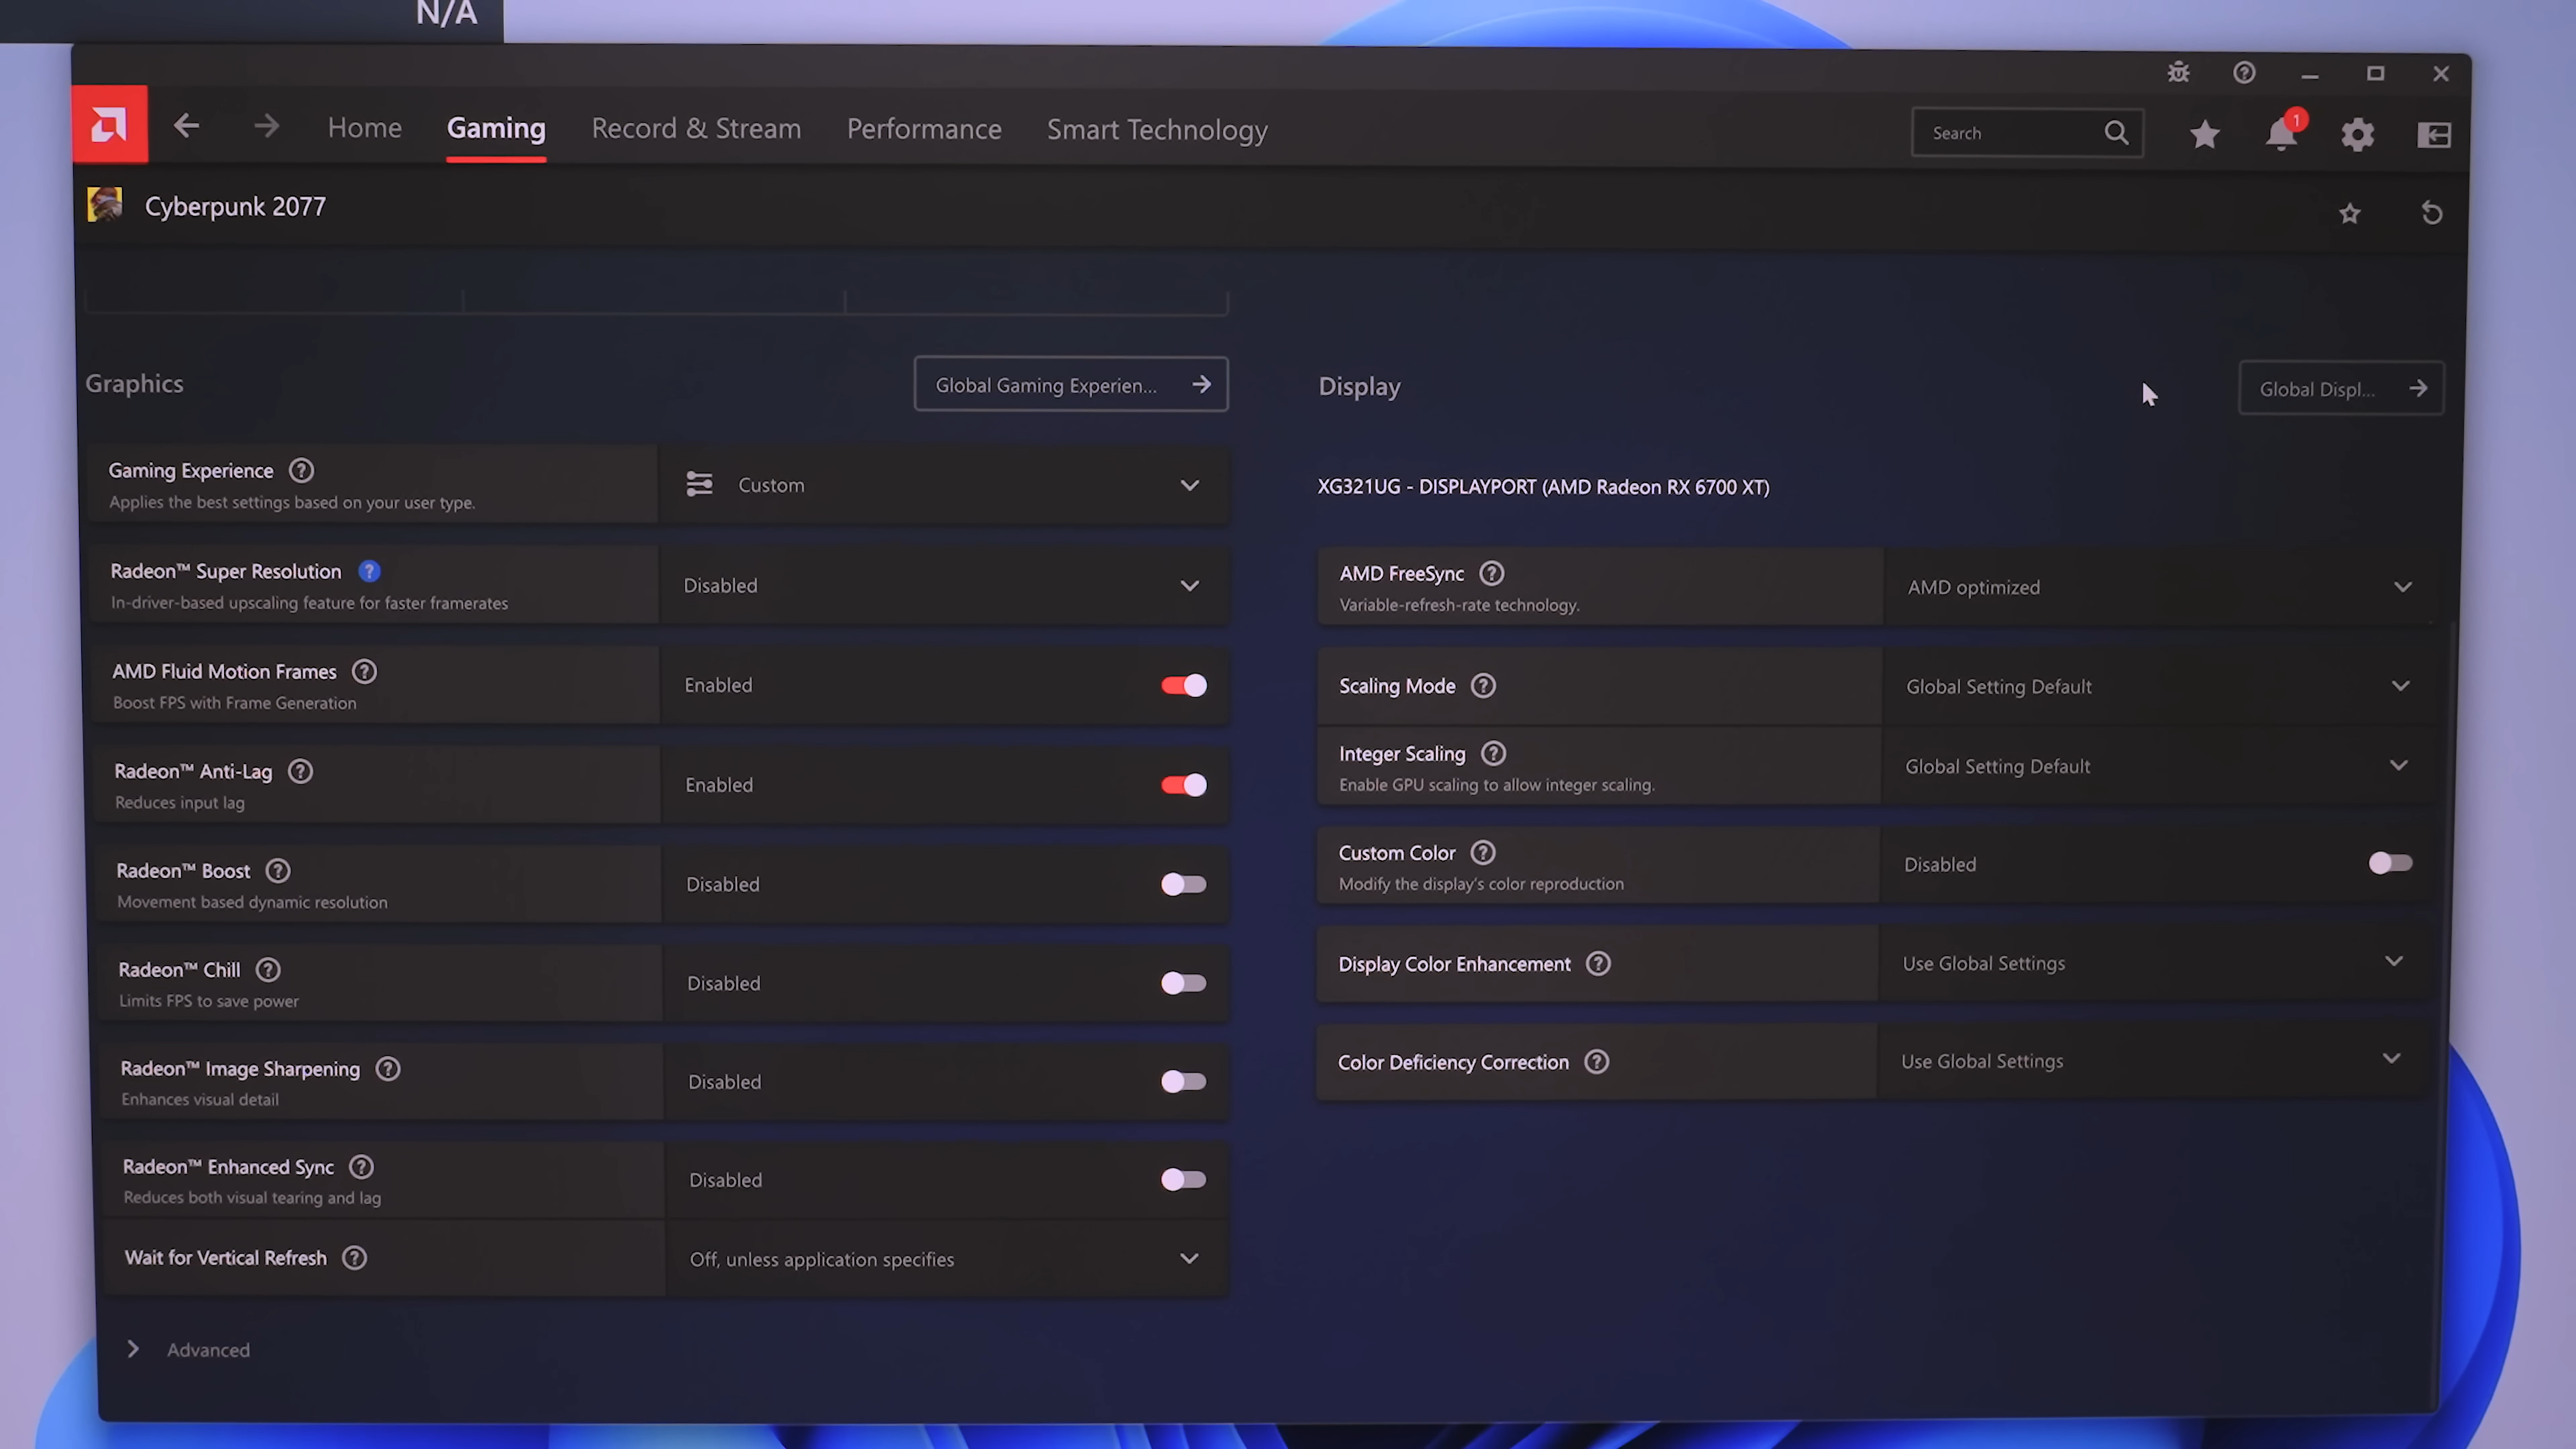 N/A
Home
Gaming
Record & Stream
Performance
Smart Technology
Search
1
Cyberpunk 2077
Graphics
Global Gaming Experien...
Gaming Experience
Applies the best settings based on your user type.
Custom
Radeon™ Super Resolution
In-driver-based upscaling feature for faster framerates
Disabled
AMD Fluid Motion Frames
Boost FPS with Frame Generation
Enabled
Radeon™ Anti-Lag
Reduces input lag
Enabled
Radeon™ Boost
Movement based dynamic resolution
Disabled
Radeon™ Chill
Limits FPS to save power
Disabled
Radeon™ Image Sharpening
Enhances visual detail
Disabled
Radeon™ Enhanced Sync
Reduces both visual tearing and lag
Disabled
Wait for Vertical Refresh
Off, unless application specifies
Advanced
Display
Global Displ...
XG321UG - DISPLAYPORT (AMD Radeon RX 6700 XT)
AMD FreeSync
Variable-refresh-rate technology.
AMD optimized
Scaling Mode
Global Setting Default
Integer Scaling
Enable GPU scaling to allow integer scaling.
Global Setting Default
Custom Color
Modify the display's color reproduction
Disabled
Display Color Enhancement
Use Global Settings
Color Deficiency Correction
Use Global Settings